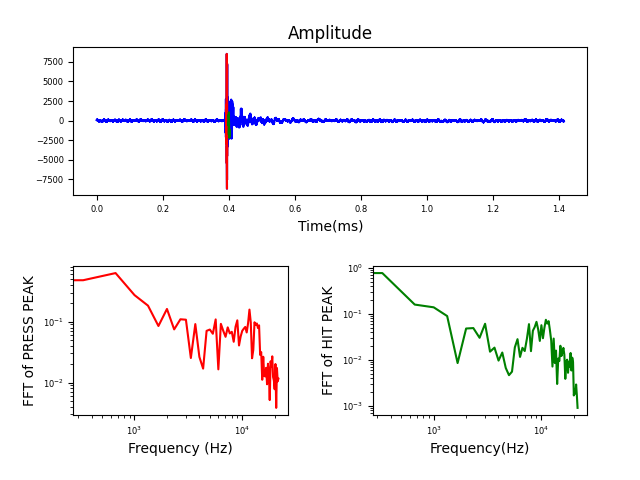 Amplitude
7500
5000
2500
0
−2500
−5000
−7500
0.0 0.2 0.4 0.6 0.8 1.0 1.2 1.4
Time(ms)
FFT of PRESS PEAK
10⁻¹
10⁻²
10³ 10⁴
Frequency (Hz)
FFT of HIT PEAK
10⁰
10⁻¹
10⁻²
10⁻³
10³ 10⁴
Frequency(Hz)